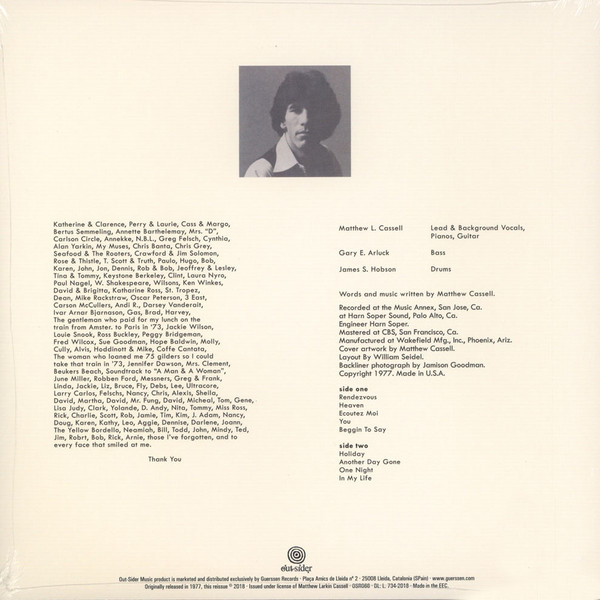 Katherine & Clarence, Perry & Laurie, Cass & Margo,
Bertus Semmeling, Annette Barthelemay, Mrs. "D",
Carlson Circle, Annekke, N.B.L., Greg Felsch, Cynthia,
Alan Yarkin, My Muses, Chris Banta, Chris Grey,
Seafood & The Rooters, Crawford & Jim Solomon,
Rose & Thistle, T. Scott & Truth, Paulo, Hugo, Bob,
Karen, John, Jon, Dennis, Rob & Bob, Jeoffrey & Lesley,
Tina & Tommy, Keystone Berkeley, Clint, Laura Nyro,
Paul Nagel, W. Shakespeare, Wilsons, Ken Winkes,
David & Brigitta, Katharine Ross, St. Tropez,
Dean, Mike Rackstraw, Oscar Peterson, 3 East,
Carson McCullers, Andi R., Darsey Vanderait,
Ivar Arnar Bjarnason, Gas, Brad, Harvey,
The gentleman who paid for my lunch on the
train from Amster. to Paris in '73, Jackie Wilson,
Louie Snook, Ross Buckley, Peggy Bridgeman,
Fred Wilcox, Sue Goodman, Hope Baldwin, Molly,
Cully, Alvis, Hoddinott & Mike, Coffe Cantata,
The woman who loaned me 75 gilders so I could
take that train in '73, Jennifer Dawson, Mrs. Clement,
Beukers Beach, Soundtrack to "A Man & A Woman",
June Miller, Robben Ford, Messners, Greg & Frank,
Linda, Jackie, Liz, Bruce, Fly, Debs, Lee, Ultracore,
Larry Carlos, Felschs, Nancy, Chris, Alexis, Sheila,
David, Martha, David, Mr. Fung, David, Micheal, Tom, Gene,
Lisa Judy, Clark, Yolande, D. Andy, Nito, Tommy, Miss Ross,
Rick, Charlie, Scott, Rob, Jamie, Tim, Kim, J. Adam, Nancy,
Doug, Karen, Kathy, Leo, Aggie, Dennise, Darlene, Joann,
The Yellow Bordello, Neamiah, Bill, Todd, John, Mindy, Ted,
Jim, Robrt, Bob, Rick, Arnie, those I've forgotten, and to
every face that smiled at me.
Thank You
Matthew L. Cassell Lead & Background Vocals,
Pianos, Guitar
Gary E. Arluck Bass
James S. Hobson Drums
Words and music written by Matthew Cassell.
Recorded at the Music Annex, San Jose, Ca.
at Harn Soper Sound, Palo Alto, Ca.
Engineer Harn Soper.
Mastered at CBS, San Francisco, Ca.
Manufactured at Wakefield Mfg., Inc., Phoenix, Ariz.
Cover artwork by Matthew Cassell.
Layout By William Seidel.
Backliner photograph by Jamison Goodman.
Copyright 1977. Made in U.S.A.
side one
Rendezvous
Heaven
Ecoutez Moi
You
Beggin To Say
side two
Holiday
Another Day Gone
One Night
In My Life
out-sider
Out-Sider Music product is marketed and distributed exclusively by Guerssen Records · Plaça Amics de Lleida nº 2 - 25008 Lleida, Catalonia (SPain) · www.guerssen.com
Originally released in 1977, this reissue ℗ 2018 · Issued under license of Matthew Larkin Cassell · OSR068 · DL: L: 734-2018 · Made in the EEC.